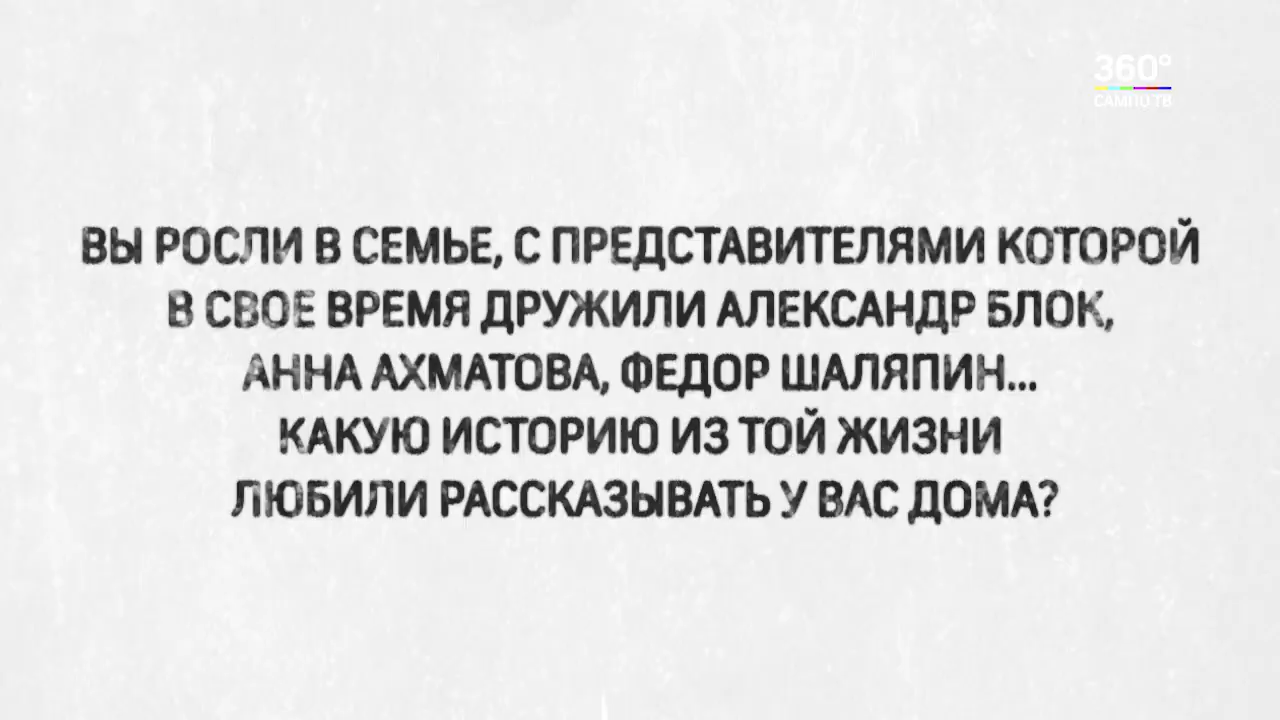 360°
САМПО ТВ
ВЫ РОСЛИ В СЕМЬЕ, С ПРЕДСТАВИТЕЛЯМИ КОТОРОЙ
В СВОЕ ВРЕМЯ ДРУЖИЛИ АЛЕКСАНДР БЛОК,
АННА АХМАТОВА, ФЕДОР ШАЛЯПИН...
КАКУЮ ИСТОРИЮ ИЗ ТОЙ ЖИЗНИ
ЛЮБИЛИ РАССКАЗЫВАТЬ У ВАС ДОМА?